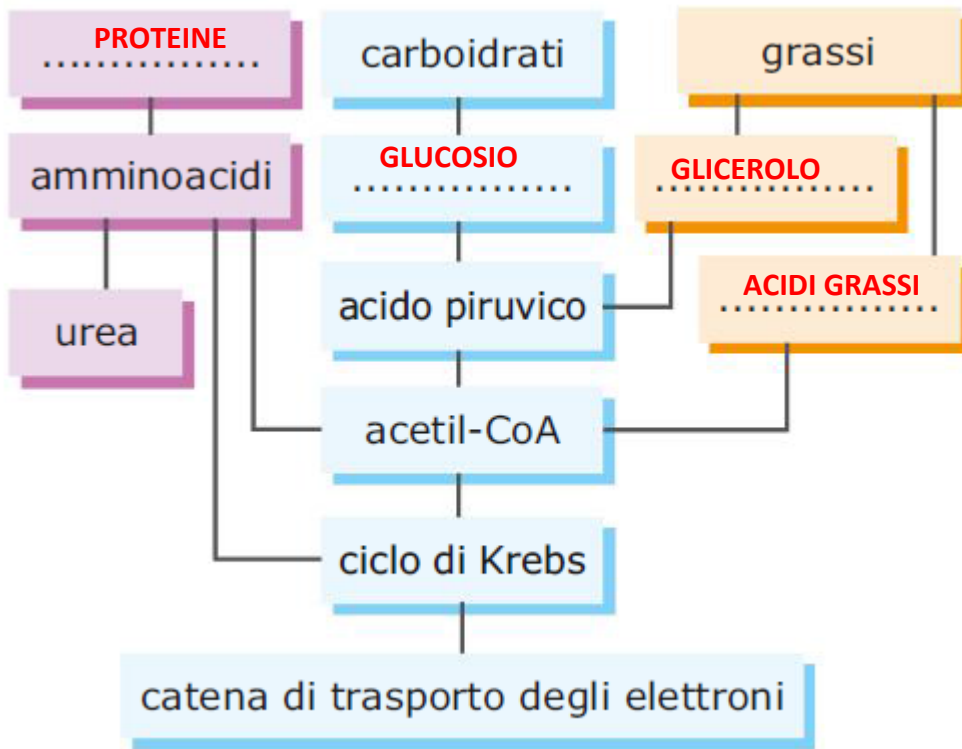 PROTEINE
................
carboidrati
grassi
amminoacidi
GLUCOSIO
.................
GLICEROLO
.................
urea
acido piruvico
ACIDI GRASSI
.................
acetil-CoA
ciclo di Krebs
catena di trasporto degli elettroni